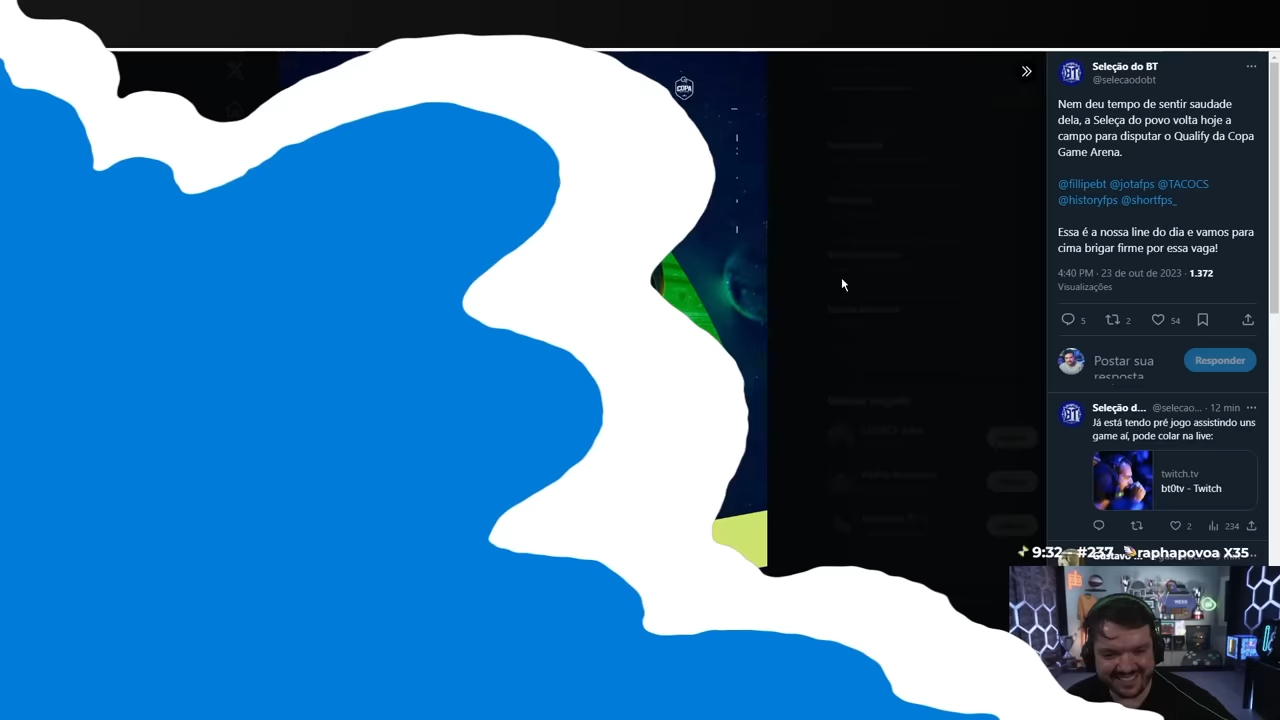 COPA
Seleção do BT
@selecaodobt
Nem deu tempo de sentir saudade
dela, a Seleça do povo volta hoje a
campo para disputar o Qualify da Copa
Game Arena.
@fillipebt @jotafps @TACOCS
@historyfps @shortfps_
Essa é a nossa line do dia e vamos para
cima brigar firme por essa vaga!
4:40 PM · 23 de out de 2023 · 1.372
Visualizações
5 2 54
Postar sua
resposta
Responder
Seleção d... @selecao... · 12 min
Já está tendo pré jogo assistindo uns
game aí, pode colar na live:
twitch.tv
bt0tv - Twitch
2 234
9:32 - #237 raphapovoa X35
Gustavo ...